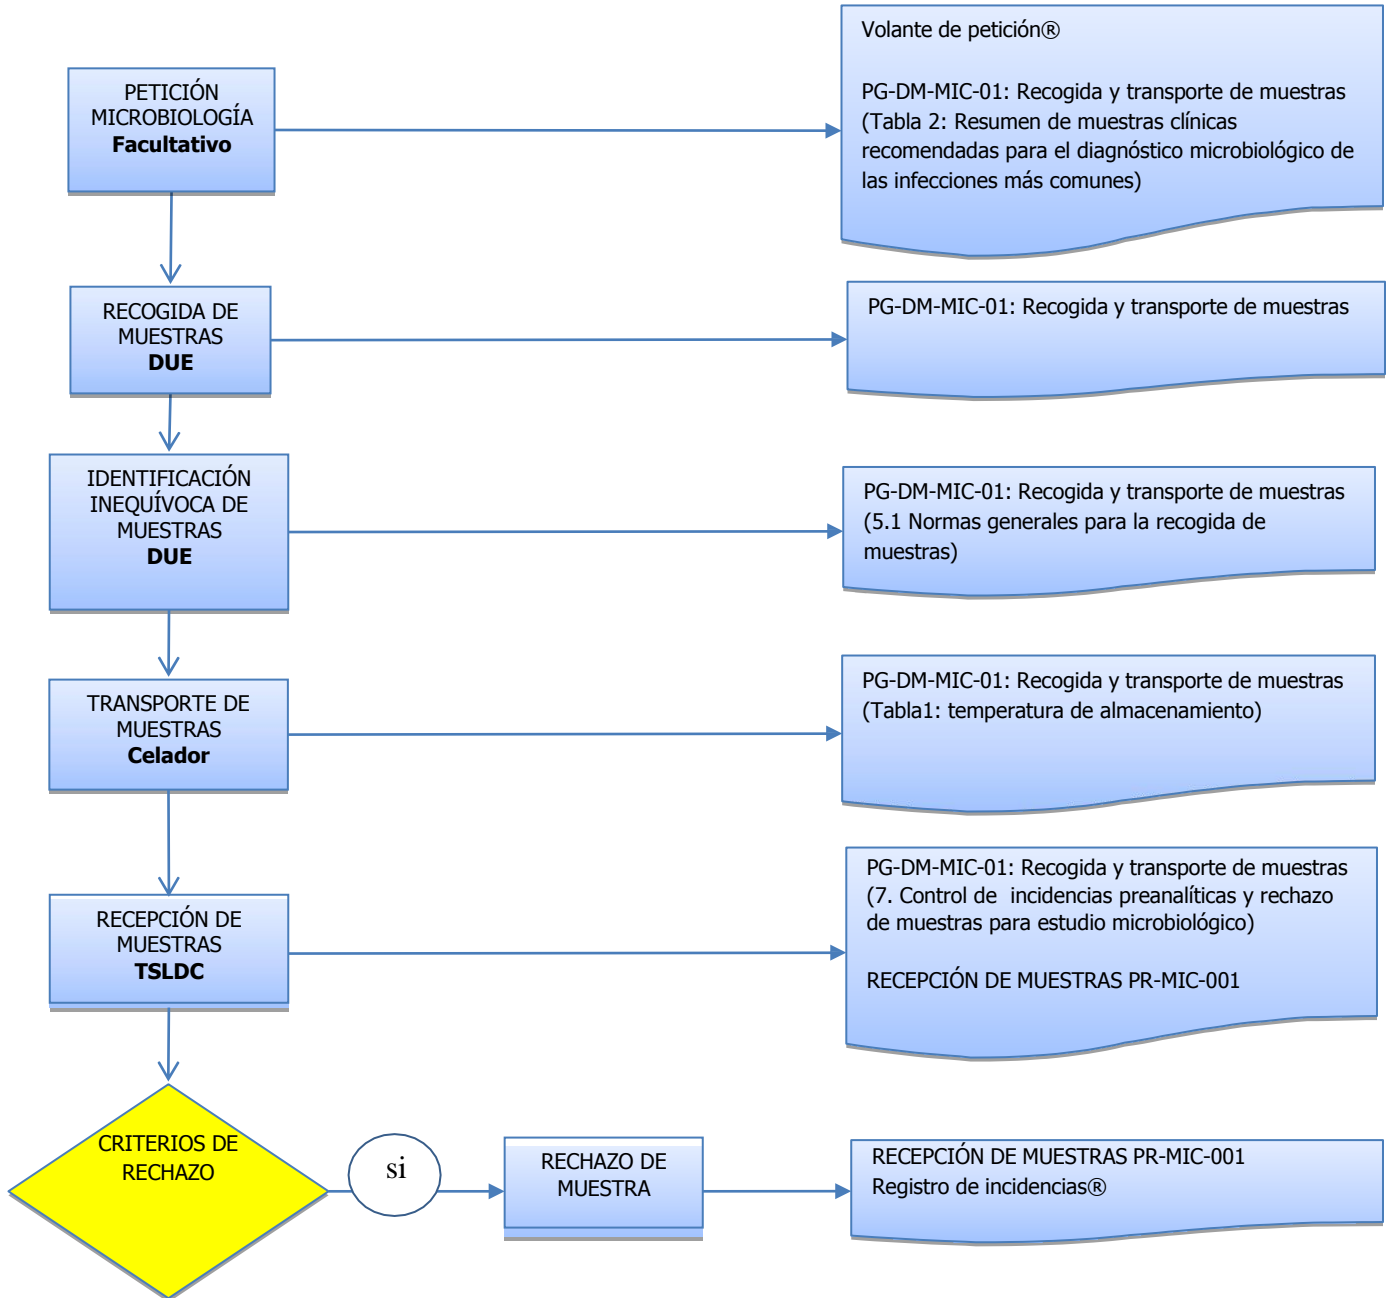 PETICIÓN
MICROBIOLOGÍA
Facultativo
Volante de petición®
PG-DM-MIC-01: Recogida y transporte de muestras
(Tabla 2: Resumen de muestras clínicas
recomendadas para el diagnóstico microbiológico de
las infecciones más comunes)
RECOGIDA DE
MUESTRAS
DUE
PG-DM-MIC-01: Recogida y transporte de muestras
IDENTIFICACIÓN
INEQUÍVOCA DE
MUESTRAS
DUE
PG-DM-MIC-01: Recogida y transporte de muestras
(5.1 Normas generales para la recogida de
muestras)
TRANSPORTE DE
MUESTRAS
Celador
PG-DM-MIC-01: Recogida y transporte de muestras
(Tabla1: temperatura de almacenamiento)
RECEPCIÓN DE
MUESTRAS
TSLDC
PG-DM-MIC-01: Recogida y transporte de muestras
(7. Control de incidencias preanalíticas y rechazo
de muestras para estudio microbiológico)
RECEPCIÓN DE MUESTRAS PR-MIC-001
CRITERIOS DE
RECHAZO
si
RECHAZO DE
MUESTRA
RECEPCIÓN DE MUESTRAS PR-MIC-001
Registro de incidencias®